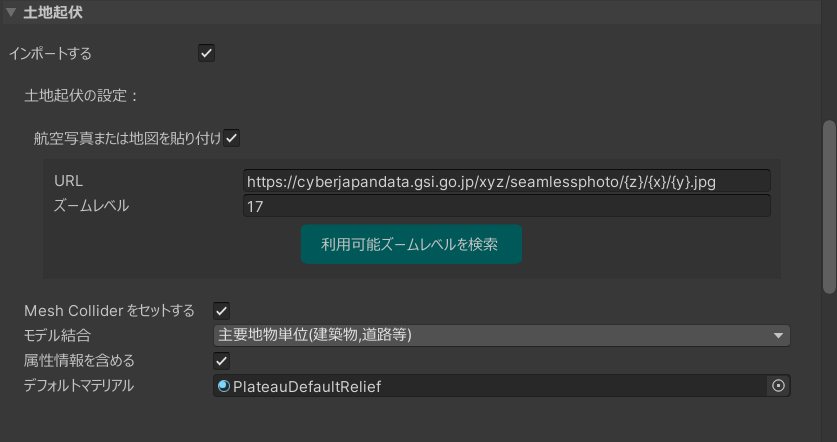 土地起伏
インポートする
土地起伏の設定：
航空写真または地図を貼り付け
URL https://cyberjapandata.gsi.go.jp/xyz/seamlessphoto/{z}/{x}/{y}.jpg
ズームレベル 17
利用可能ズームレベルを検索
Mesh Collider をセットする
モデル結合 主要地物単位(建築物,道路等)
属性情報を含める
デフォルトマテリアル PlateauDefaultRelief